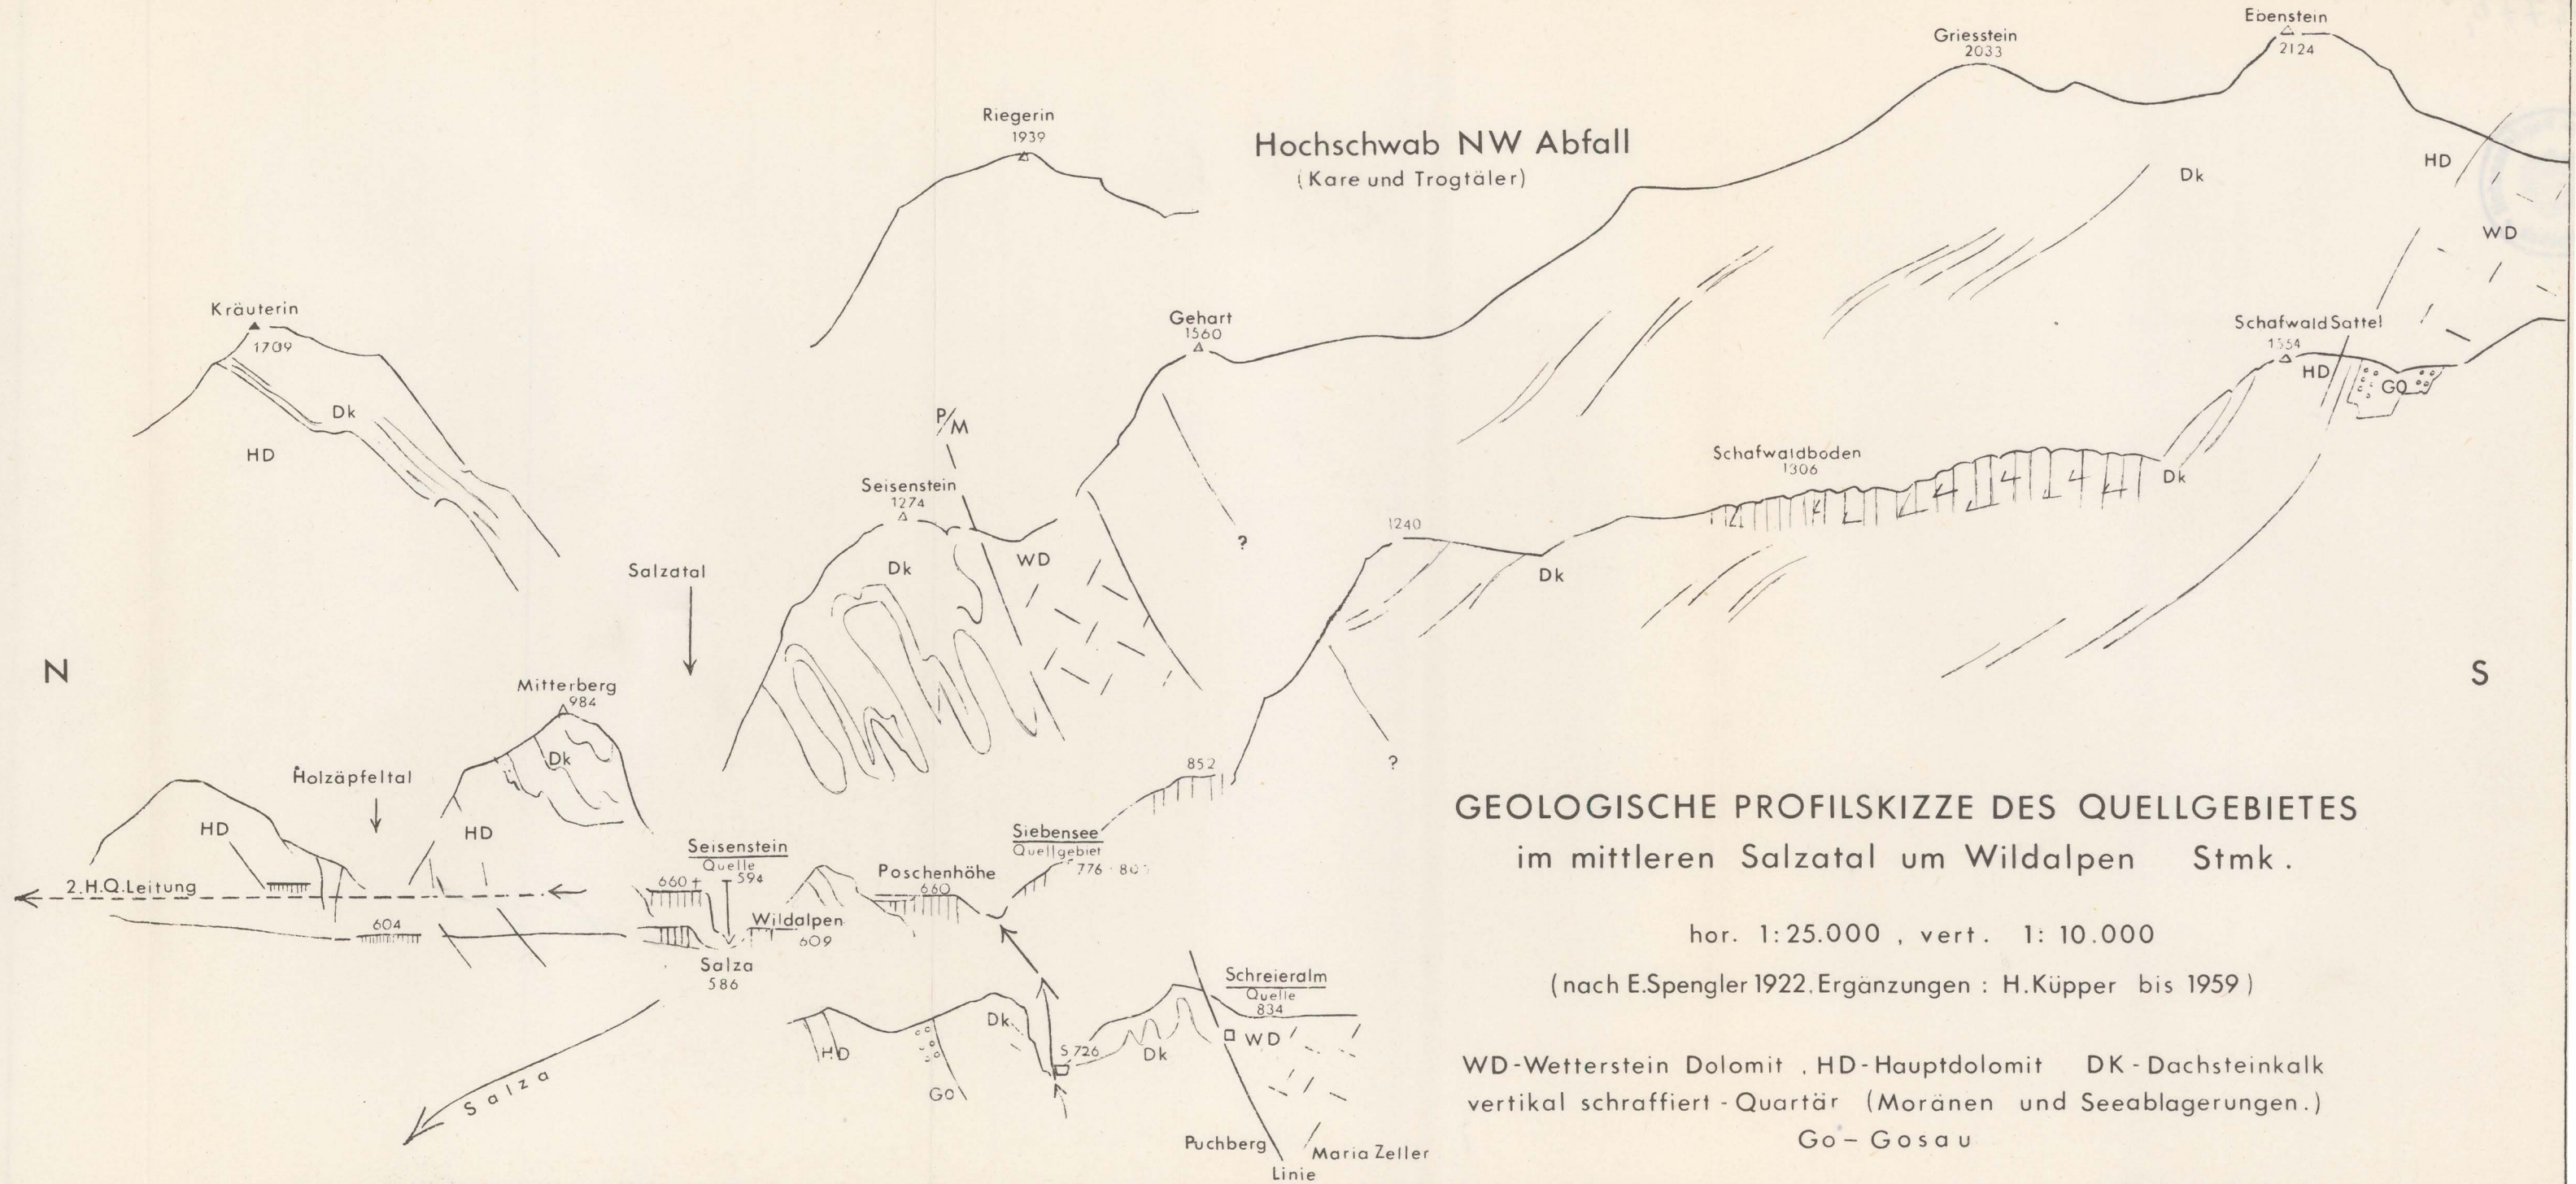 Ebenstein
2124
Griesstein
2033
Riegerin
1939
Hochschwab NW Abfall
(Kare und Trogtäler)
HD
Dk
WD
Kräuterin
1709
Dk
HD
Gehart
1560
Schafwald Sattel
1554
HD
GO
P/M
Schafwaldboden
1306
Dk
Seisenstein
1274
1240
?
Dk
WD
Dk
Salzatal
N
S
Mitterberg
984
Dk
?
852
Holzäpfeltal
HD
HD
2.H.Q.Leitung
604
Seisenstein
Quelle
594
660+
Wildalpen
609
Salza
586
Poschenhöhe
660
Siebensee
Quellgebiet
776 - 80
GEOLOGISCHE PROFILSKIZZE DES QUELLGEBIETES
im mittleren Salzatal um Wildalpen Stmk.
hor. 1:25.000 , vert. 1: 10.000
(nach E.Spengler 1922. Ergänzungen : H.Küpper bis 1959)
Schreieralm
Quelle
834
WD
HD
GO
Dk
S 726
Dk
Salza
Puchberg / Maria Zeller
Linie
WD-Wetterstein Dolomit , HD-Hauptdolomit DK - Dachsteinkalk
vertikal schraffiert - Quartär (Moränen und Seeablagerungen.)
Go - Gosau